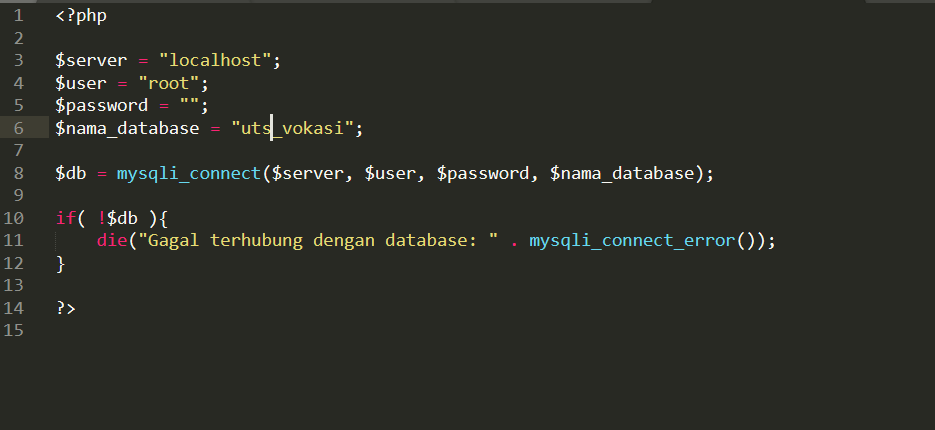 1 <?php
2
3 $server = "localhost";
4 $user = "root";
5 $password = "";
6 $nama_database = "uts_vokasi";
7
8 $db = mysqli_connect($server, $user, $password, $nama_database);
9
10 if( !$db ){
11 die("Gagal terhubung dengan database: " . mysqli_connect_error());
12 }
13
14 ?>
15